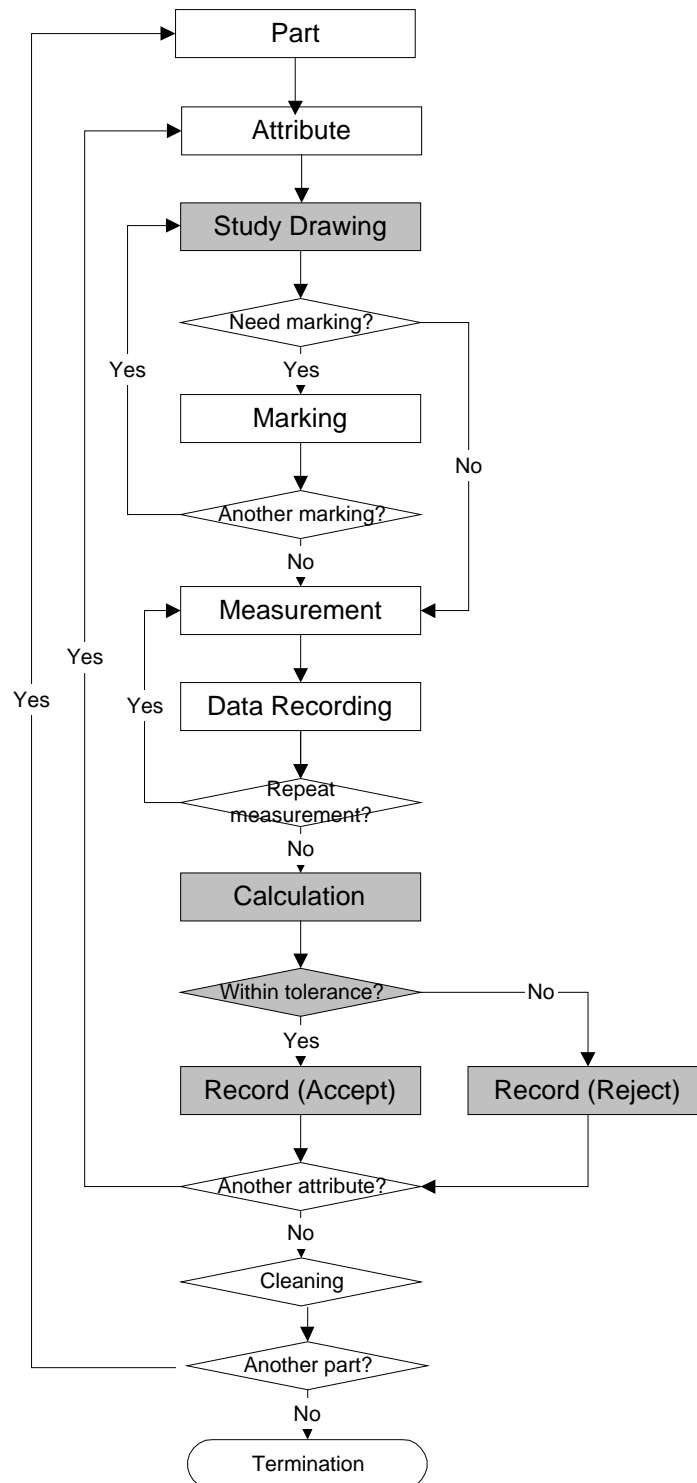 Part
Attribute
Study Drawing
Need marking?
Yes
Yes
Marking
No
Another marking?
No
Measurement
Yes
Yes
Yes
Data Recording
Repeat
measurement?
No
Calculation
Within tolerance?
No
Yes
Record (Accept)
Record (Reject)
Another attribute?
No
Cleaning
Another part?
No
Termination